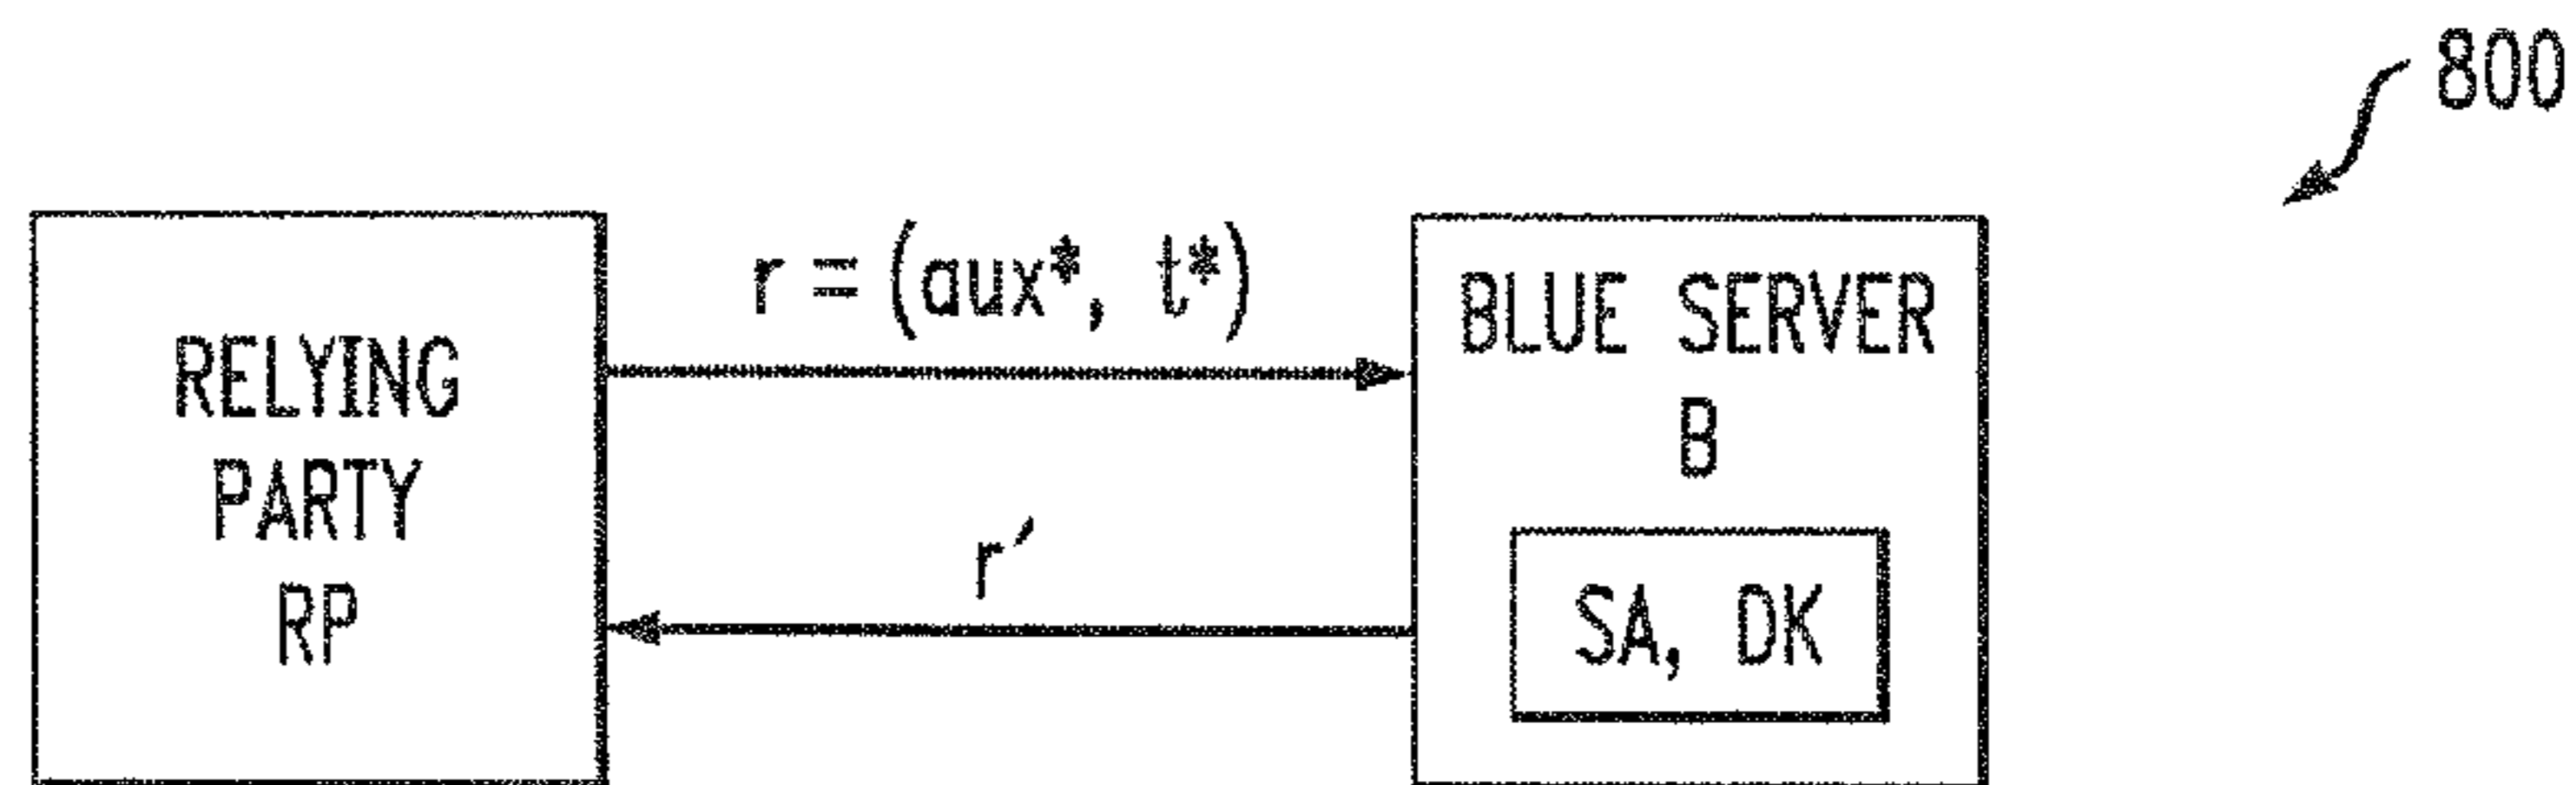 800
RELYING
PARTY
RP
r = (aux*, t*)
r′
BLUE SERVER
B
SA, DK